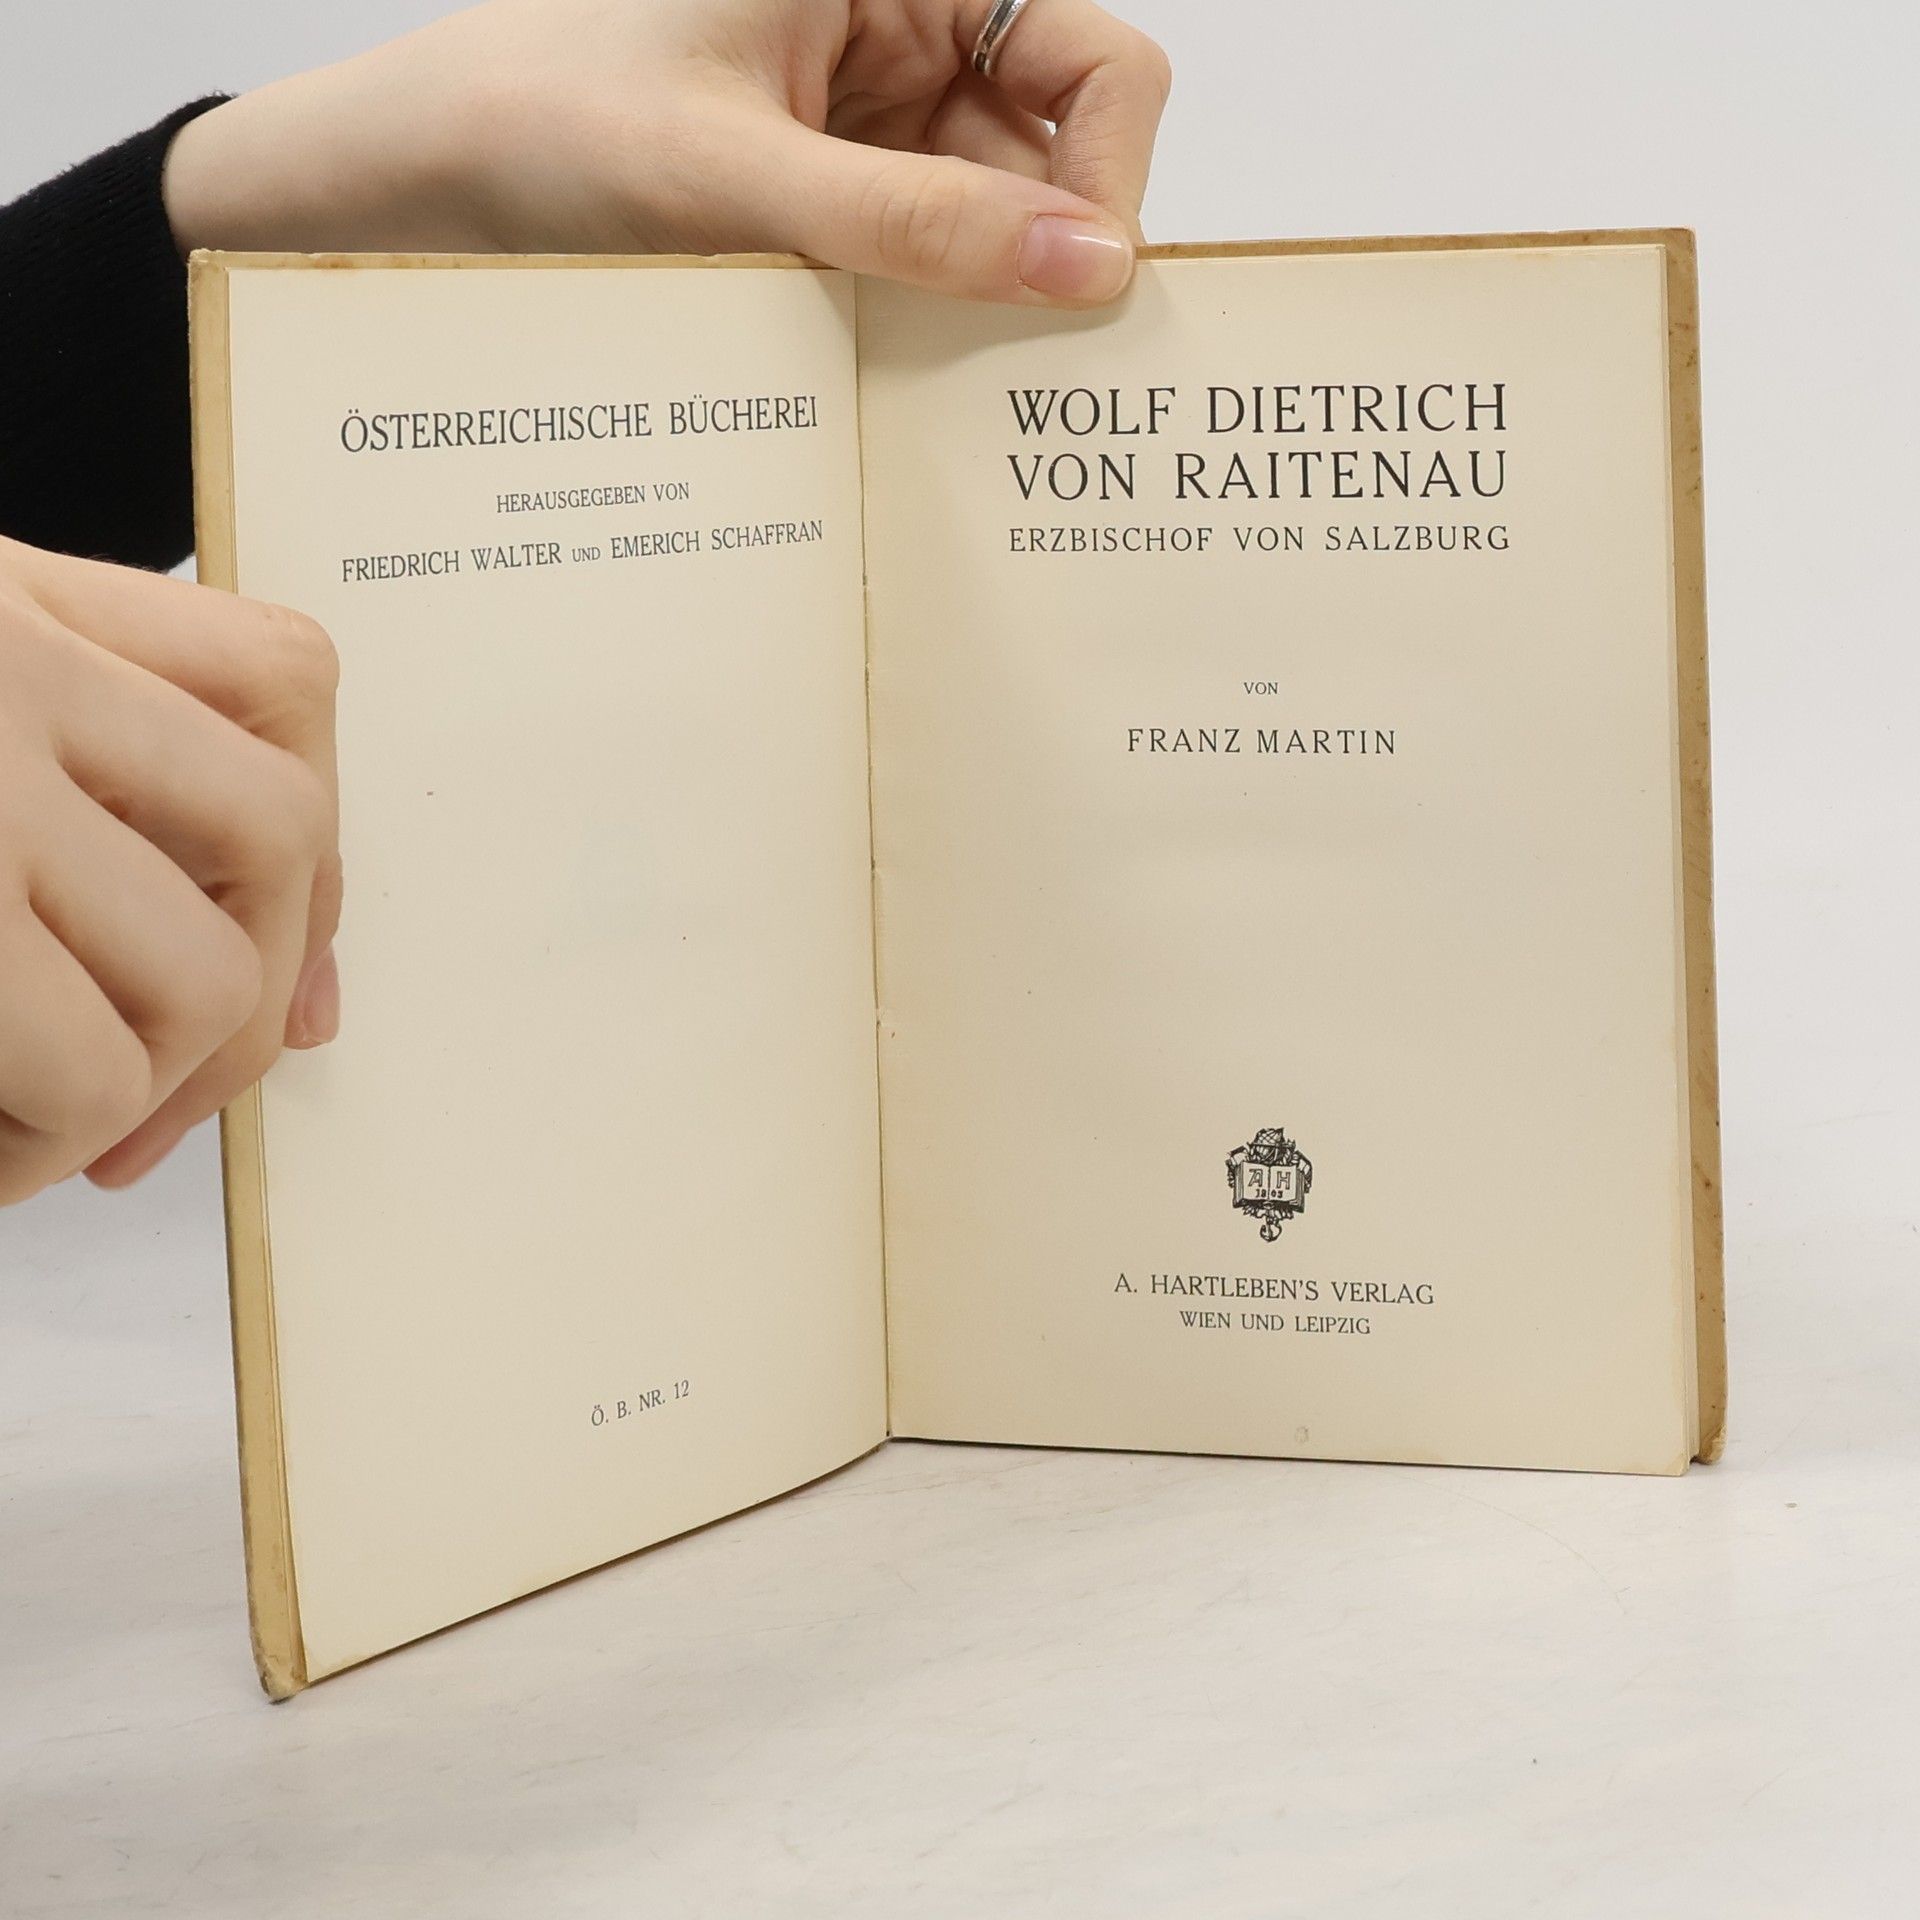 ÖSTERREICHISCHE BÜCHEREI
HERAUSGEGEBEN VON
FRIEDRICH WALTER UND EMERICH SCHAFFRAN
Ö. B. NR. 12
WOLF DIETRICH
VON RAITENAU
ERZBISCHOF VON SALZBURG
VON
FRANZ MARTIN
A H
1803
A. HARTLEBEN'S VERLAG
WIEN UND LEIPZIG